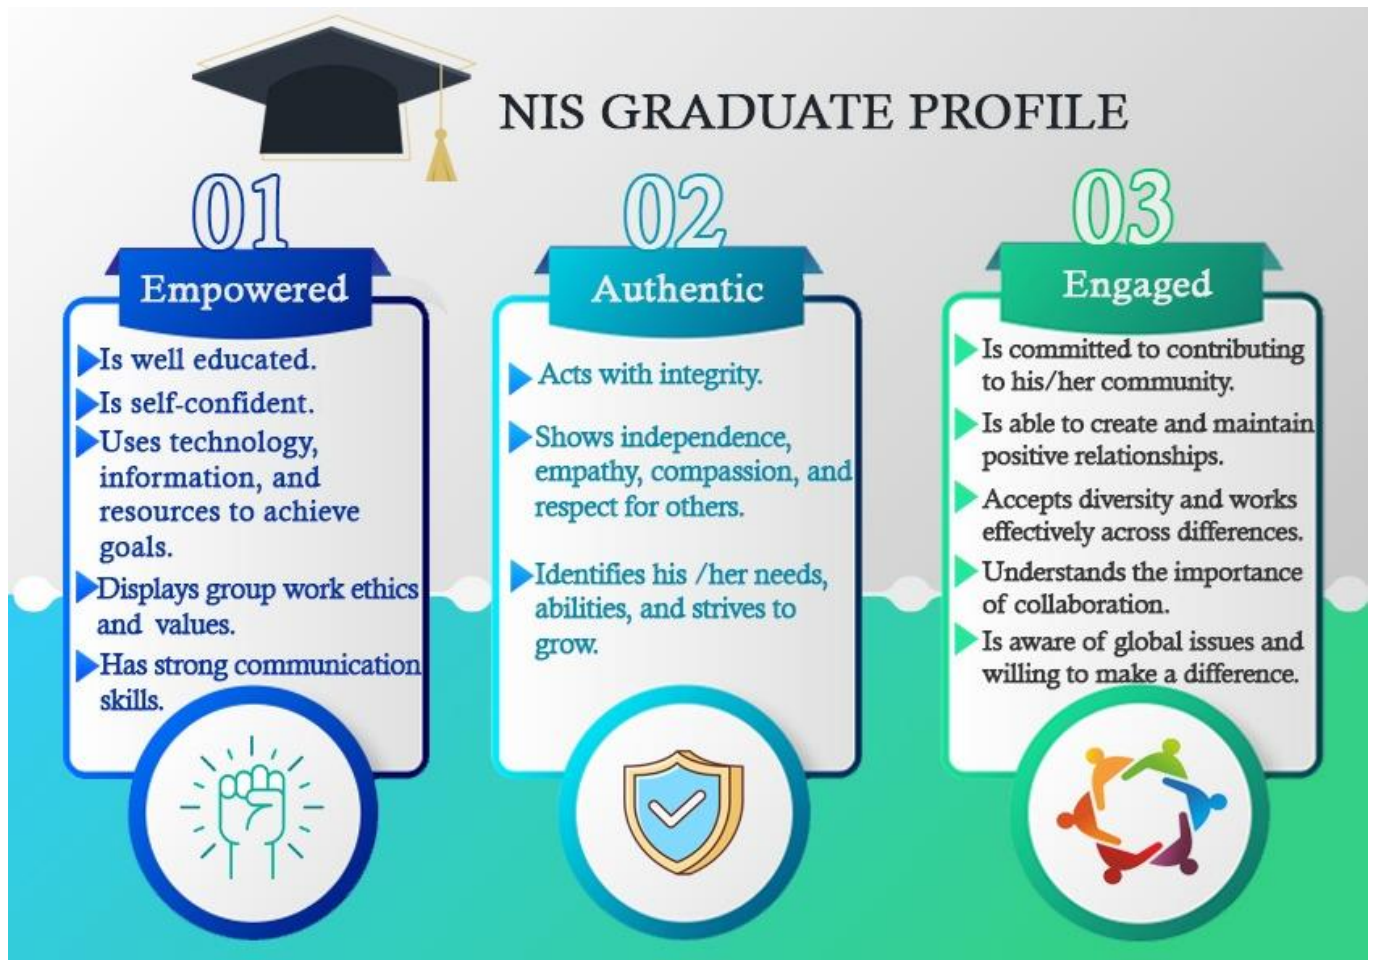 NIS GRADUATE PROFILE
01
Empowered
Is well educated.
Is self-confident.
Uses technology,
information, and
resources to achieve
goals.
Displays group work ethics
and values.
Has strong communication
skills.
02
Authentic
Acts with integrity.
Shows independence,
empathy, compassion, and
respect for others.
Identifies his /her needs,
abilities, and strives to
grow.
03
Engaged
Is committed to contributing
to his/her community.
Is able to create and maintain
positive relationships.
Accepts diversity and works
effectively across differences.
Understands the importance
of collaboration.
Is aware of global issues and
willing to make a difference.